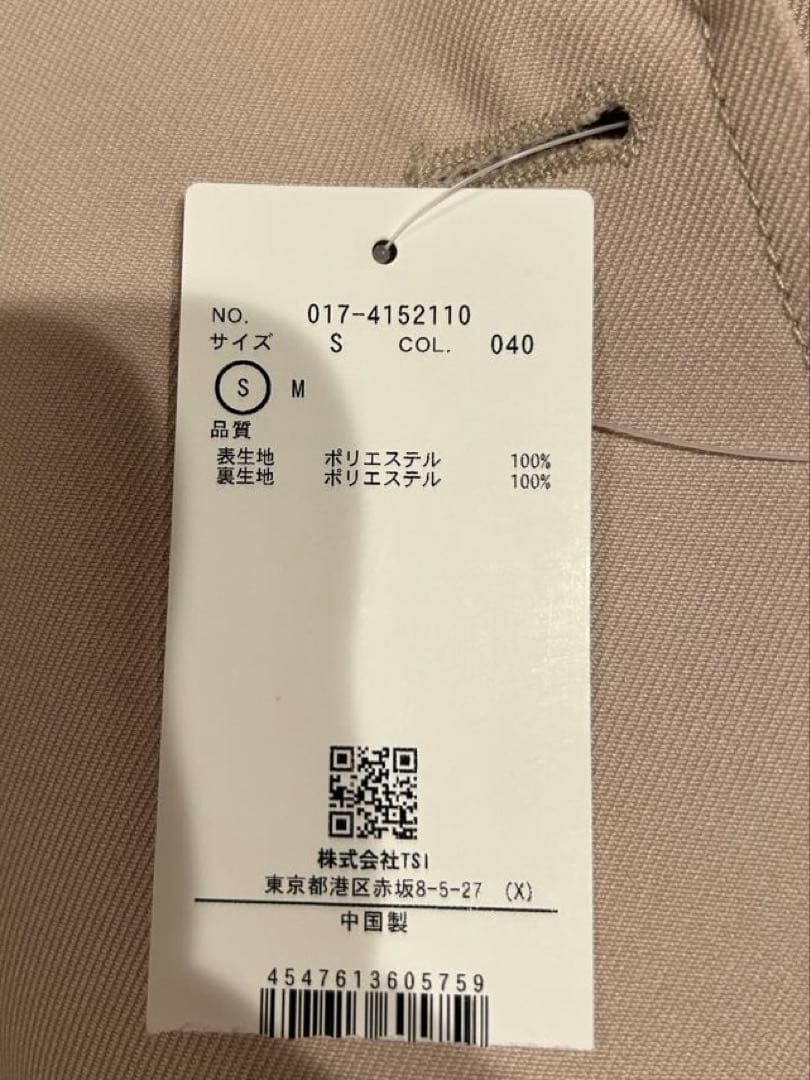 NO. 017-4152110
サイズ S COL. 040
S M
品質
表生地 ポリエステル 100%
裏生地 ポリエステル 100%
株式会社TSI
東京都港区赤坂8-5-27 (X)
中国製
4547613605759